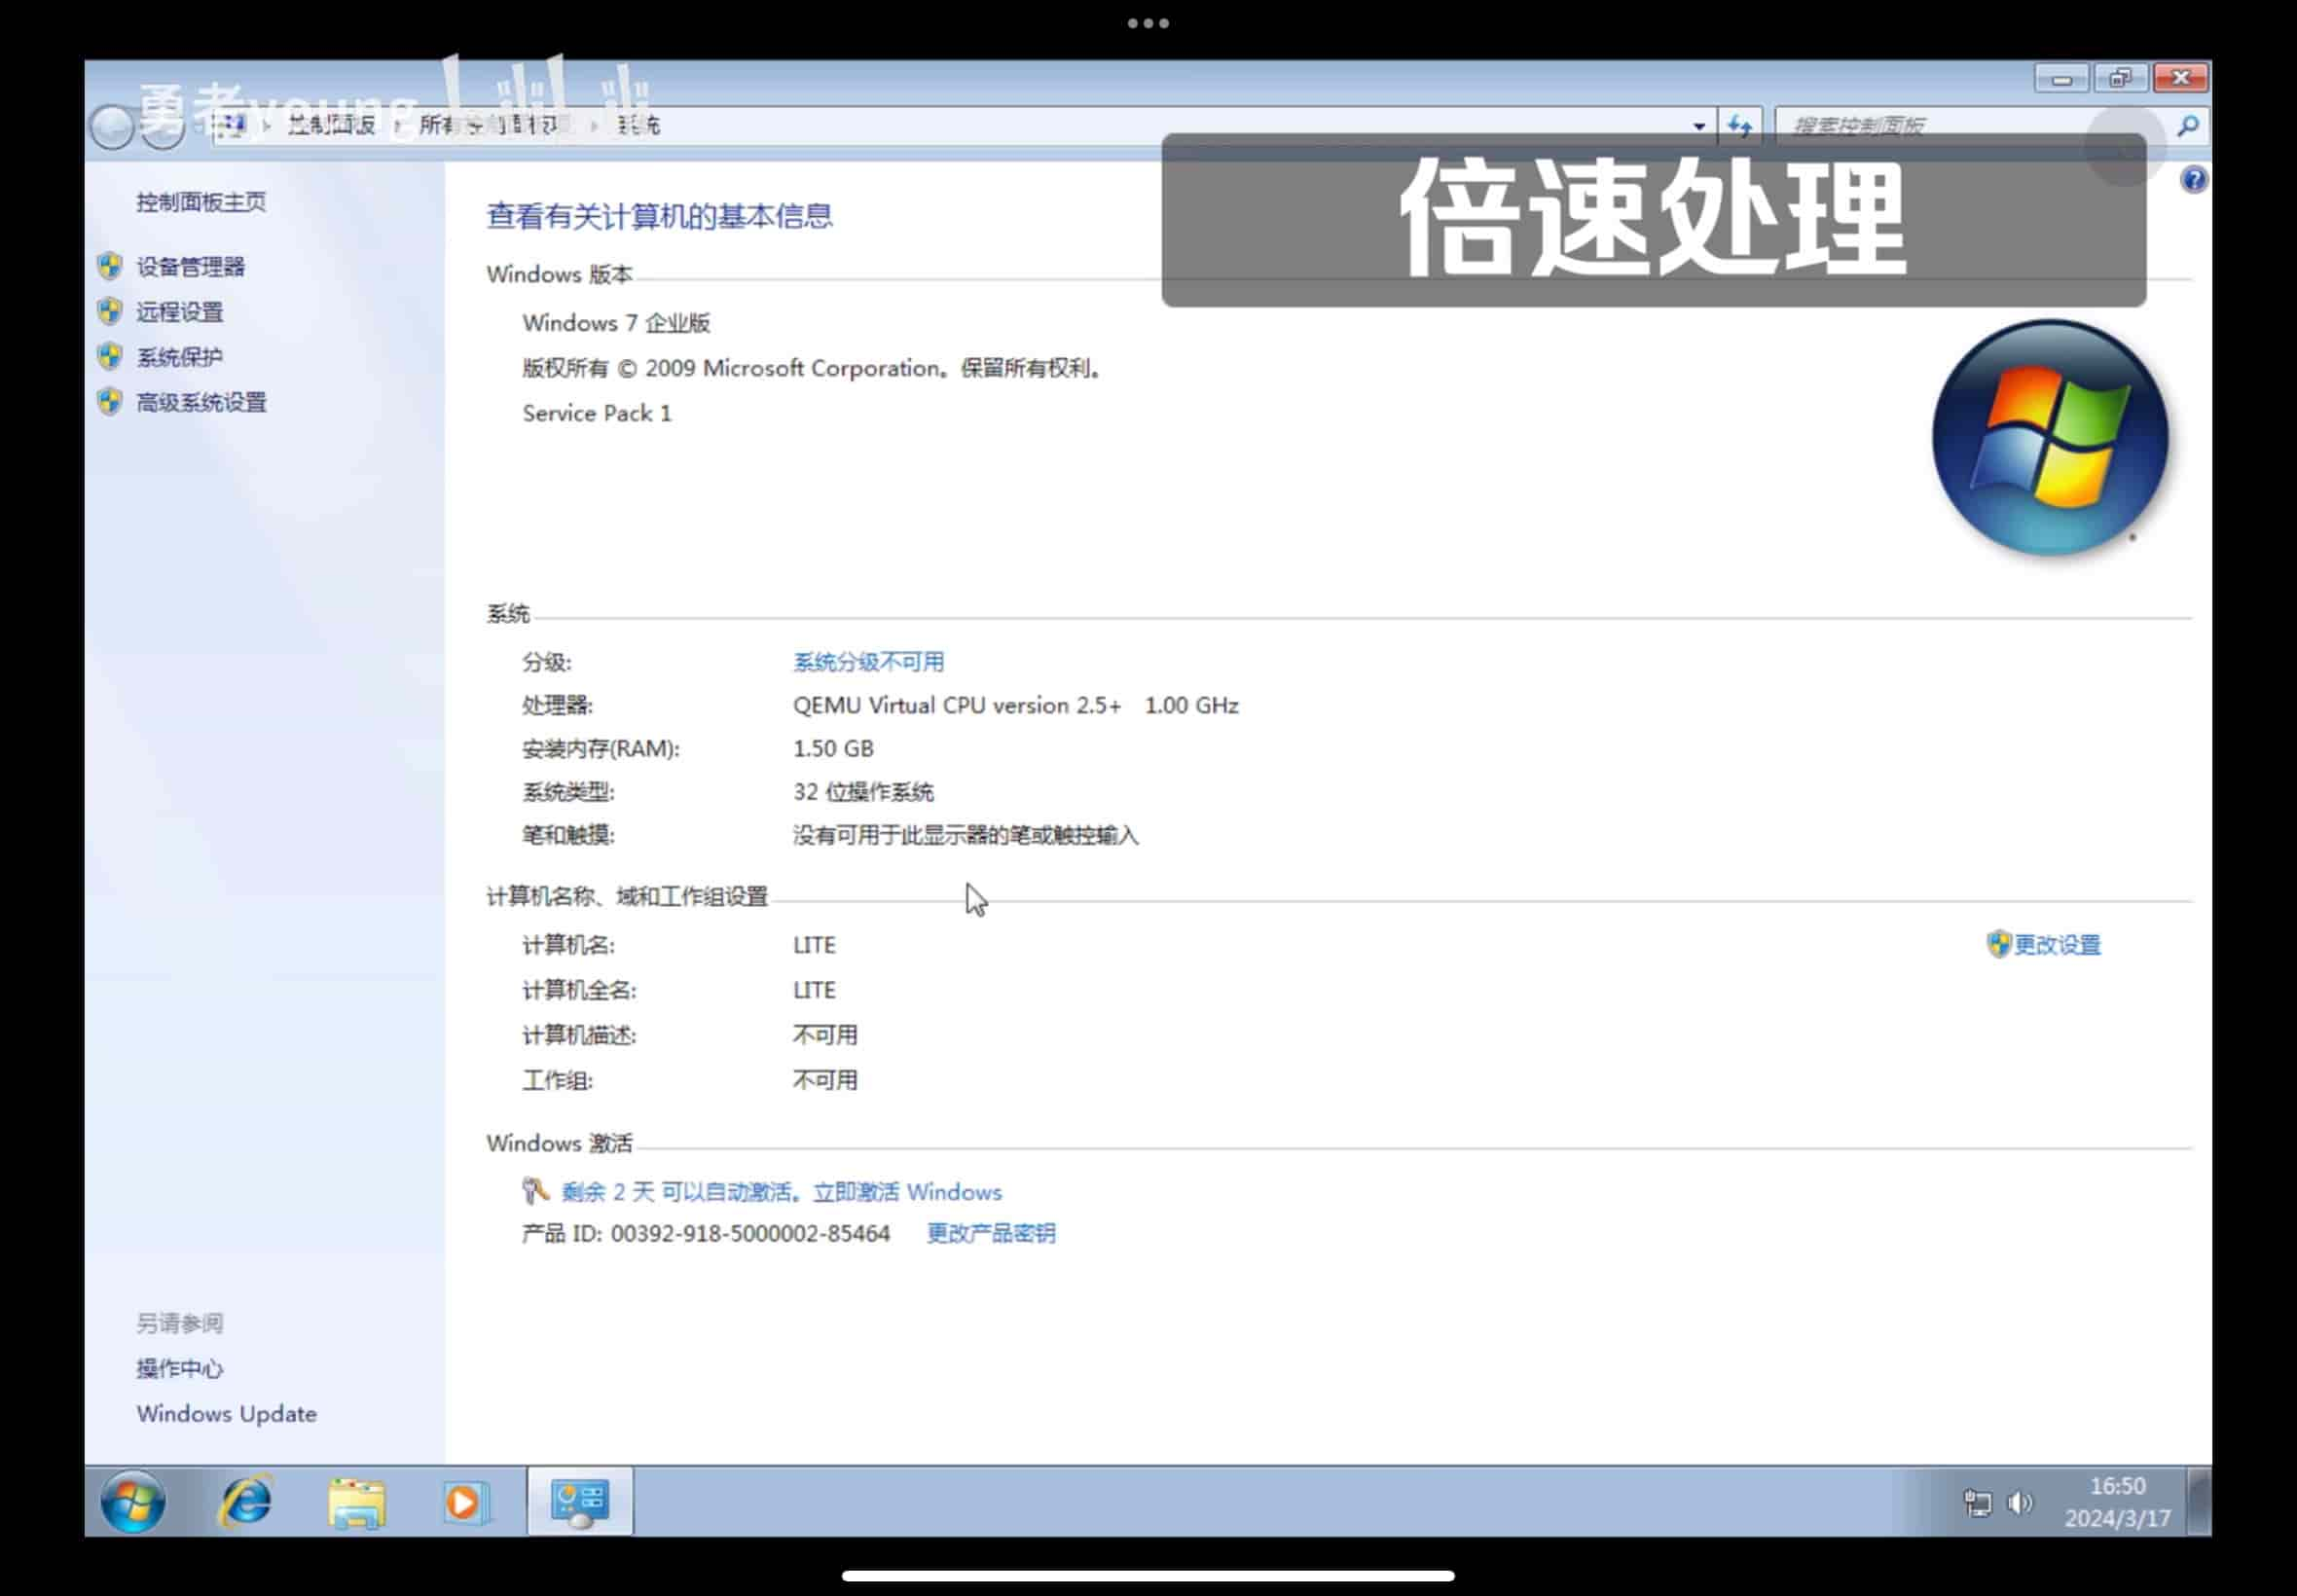 勇者young bilibili
控制面板 所有控制面板项 系统
搜索控制面板
倍速处理
控制面板主页
设备管理器
远程设置
系统保护
高级系统设置
查看有关计算机的基本信息
Windows 版本
Windows 7 企业版
版权所有 © 2009 Microsoft Corporation。保留所有权利。
Service Pack 1
系统
分级: 系统分级不可用
处理器: QEMU Virtual CPU version 2.5+ 1.00 GHz
安装内存(RAM): 1.50 GB
系统类型: 32 位操作系统
笔和触摸: 没有可用于此显示器的笔或触控输入
计算机名称、域和工作组设置
计算机名: LITE 更改设置
计算机全名: LITE
计算机描述: 不可用
工作组: 不可用
Windows 激活
剩余 2 天 可以自动激活。立即激活 Windows
产品 ID: 00392-918-5000002-85464 更改产品密钥
另请参阅
操作中心
Windows Update
16:50
2024/3/17